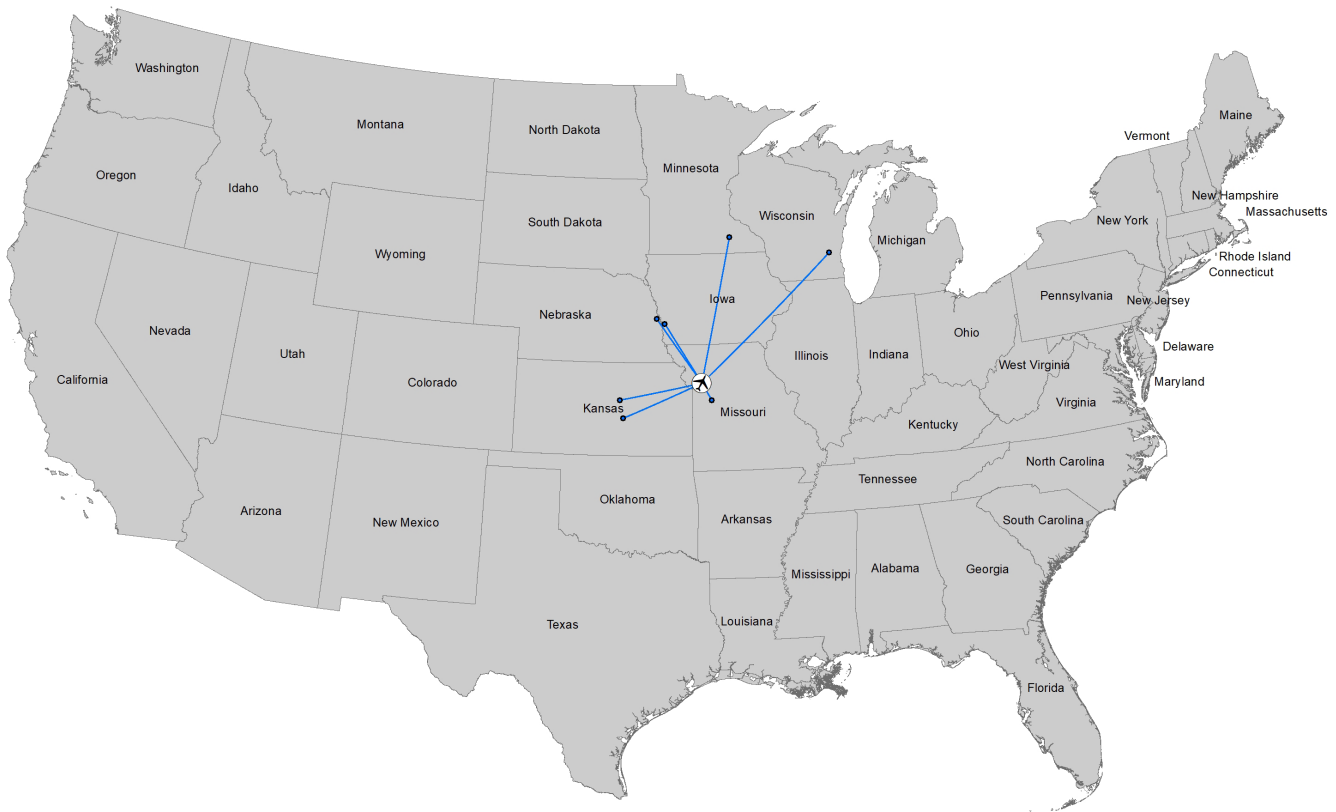 Washington
Montana
North Dakota
Minnesota
Maine
Vermont
Oregon
Idaho
South Dakota
Wisconsin
Michigan
New York
New Hampshire
Massachusetts
Rhode Island
Connecticut
Wyoming
Nebraska
Iowa
Illinois
Indiana
Ohio
Pennsylvania
New Jersey
Delaware
Maryland
West Virginia
Virginia
Nevada
Utah
Colorado
California
Kansas
Missouri
Kentucky
North Carolina
Tennessee
South Carolina
Arizona
New Mexico
Oklahoma
Arkansas
Mississippi
Alabama
Georgia
Texas
Louisiana
Florida